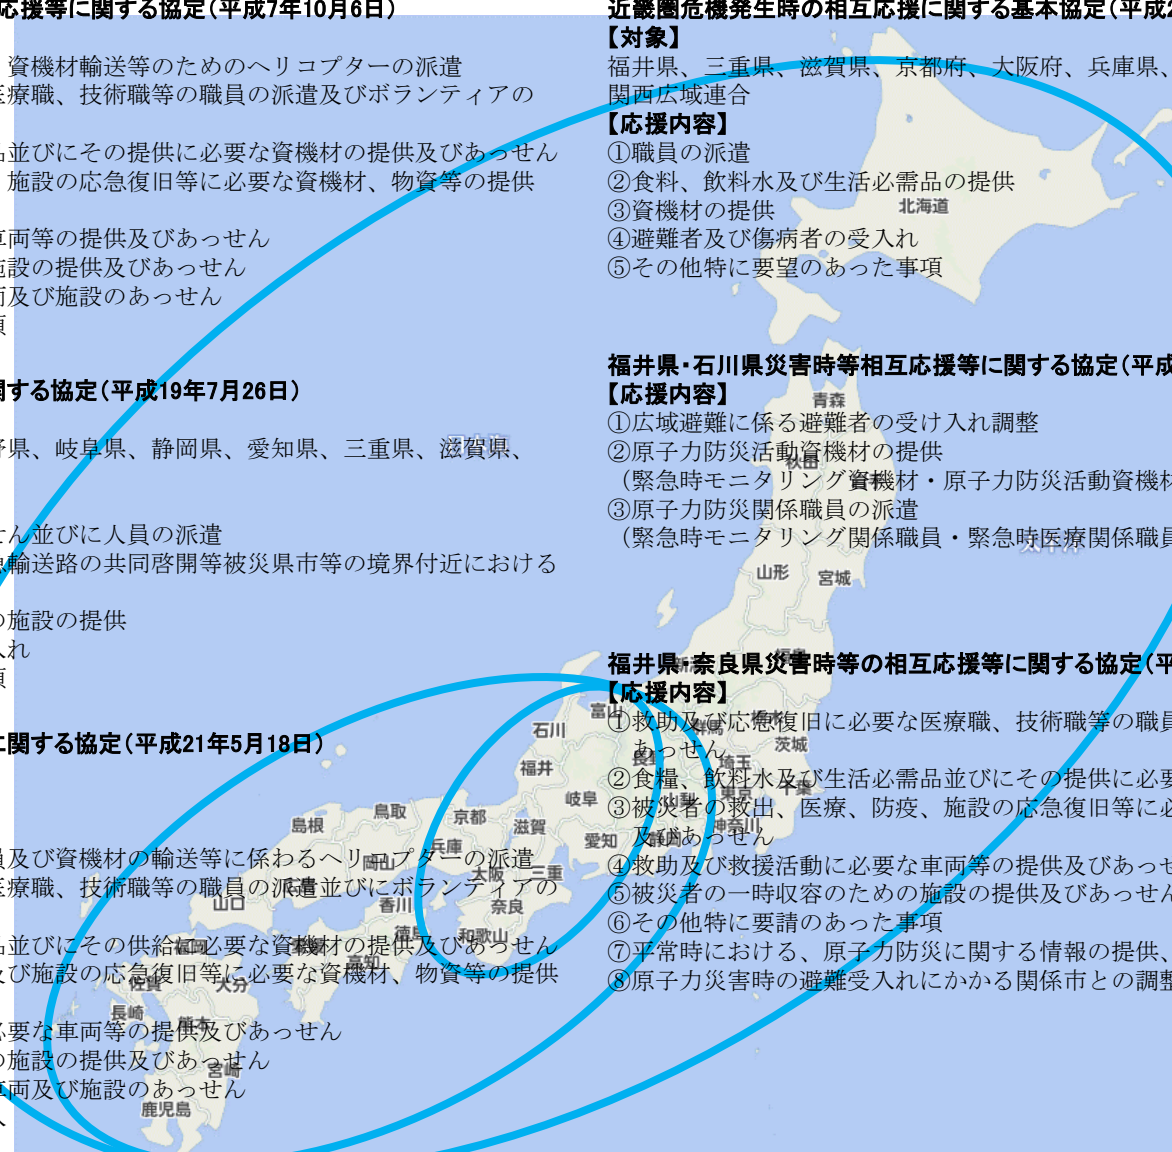 応援等に関する協定（平成7年10月6日）
資機材輸送等のためのヘリコプターの派遣
療職、技術職等の職員の派遣及びボランティアの
並びにその提供に必要な資機材の提供及びあっせん
施設の応急復旧等に必要な資機材、物資等の提供
両等の提供及びあっせん
設の提供及びあっせん
及び施設のあっせん
する協定（平成19年7月26日）
県、岐阜県、静岡県、愛知県、三重県、滋賀県、
せん並びに人員の派遣
輸送路の共同啓開等被災県市等の境界付近における
の施設の提供
入れ
に関する協定（平成21年5月18日）
及び資機材の輸送等に係わるヘリコプターの派遣
療職、技術職等の職員の派遣並びにボランティアの
並びにその供給に必要な資機材の提供及びあっせん
及び施設の応急復旧等に必要な資機材、物資等の提供
必要な車両等の提供及びあっせん
の施設の提供及びあっせん
車両及び施設のあっせん
近畿圏危機発生時の相互応援に関する基本協定（平成2
【対象】
福井県、三重県、滋賀県、京都府、大阪府、兵庫県、
関西広域連合
【応援内容】
①職員の派遣
②食料、飲料水及び生活必需品の提供
③資機材の提供
④避難者及び傷病者の受入れ
⑤その他特に要望のあった事項
福井県・石川県災害時等相互応援等に関する協定（平成
【応援内容】
①広域避難に係る避難者の受け入れ調整
②原子力防災活動資機材の提供
（緊急時モニタリング資機材・原子力防災活動資機材
③原子力防災関係職員の派遣
（緊急時モニタリング関係職員・緊急時医療関係職員
福井県・奈良県災害時等の相互応援等に関する協定（平
【応援内容】
①救助及び応急復旧に必要な医療職、技術職等の職員
あっせん
②食糧、飲料水及び生活必需品並びにその提供に必要
③被災者の救出、医療、防疫、施設の応急復旧等に必
及びあっせん
④救助及び救援活動に必要な車両等の提供及びあっせ
⑤被災者の一時収容のための施設の提供及びあっせん
⑥その他特に要請のあった事項
⑦平常時における、原子力防災に関する情報の提供、
⑧原子力災害時の避難受入れにかかる関係市との調整
北海道
青森
秋田
山形
宮城
富山
石川
福井
茨城
埼玉
東京
千葉
神奈川
山梨
岐阜
愛知
滋賀
京都
兵庫
大阪
三重
奈良
和歌山
鳥取
島根
岡山
山口
香川
高知
福岡
佐賀
大分
長崎
熊本
宮崎
鹿児島